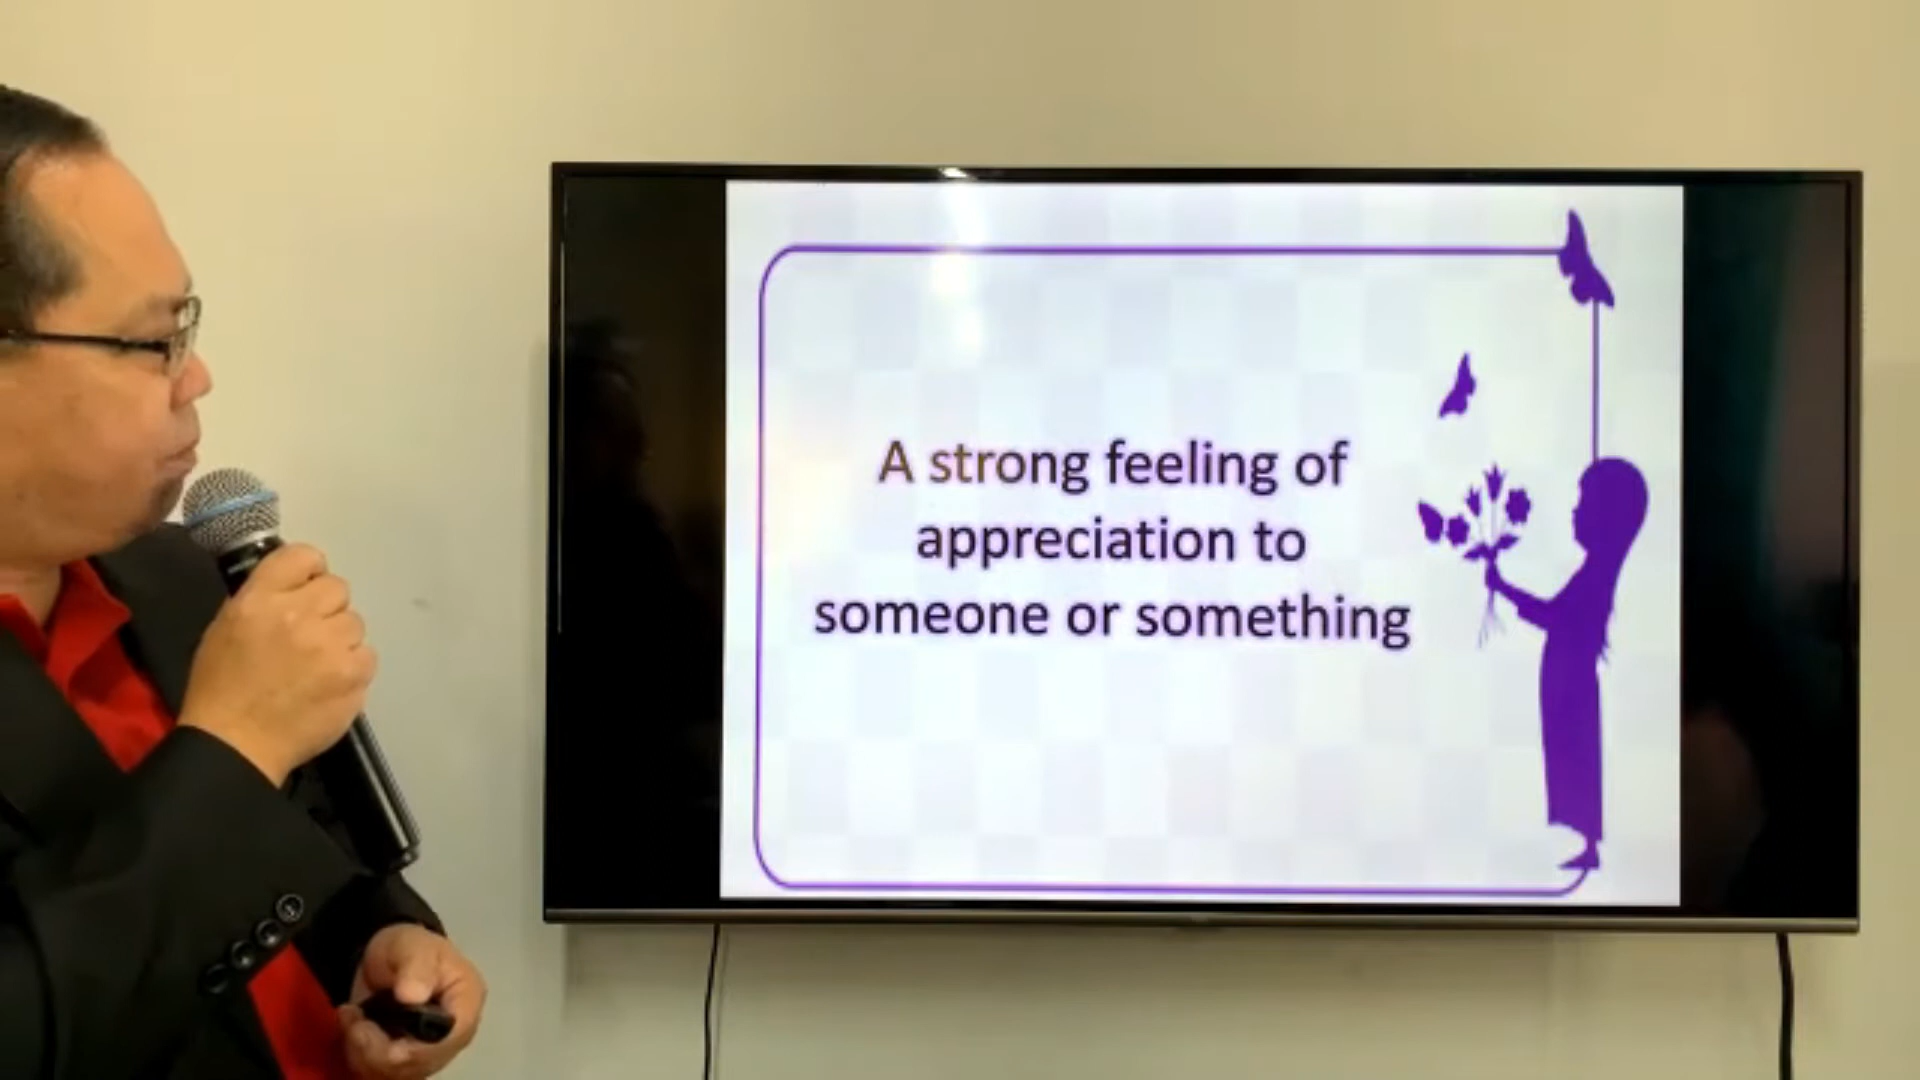 A strong feeling of
appreciation to
someone or something